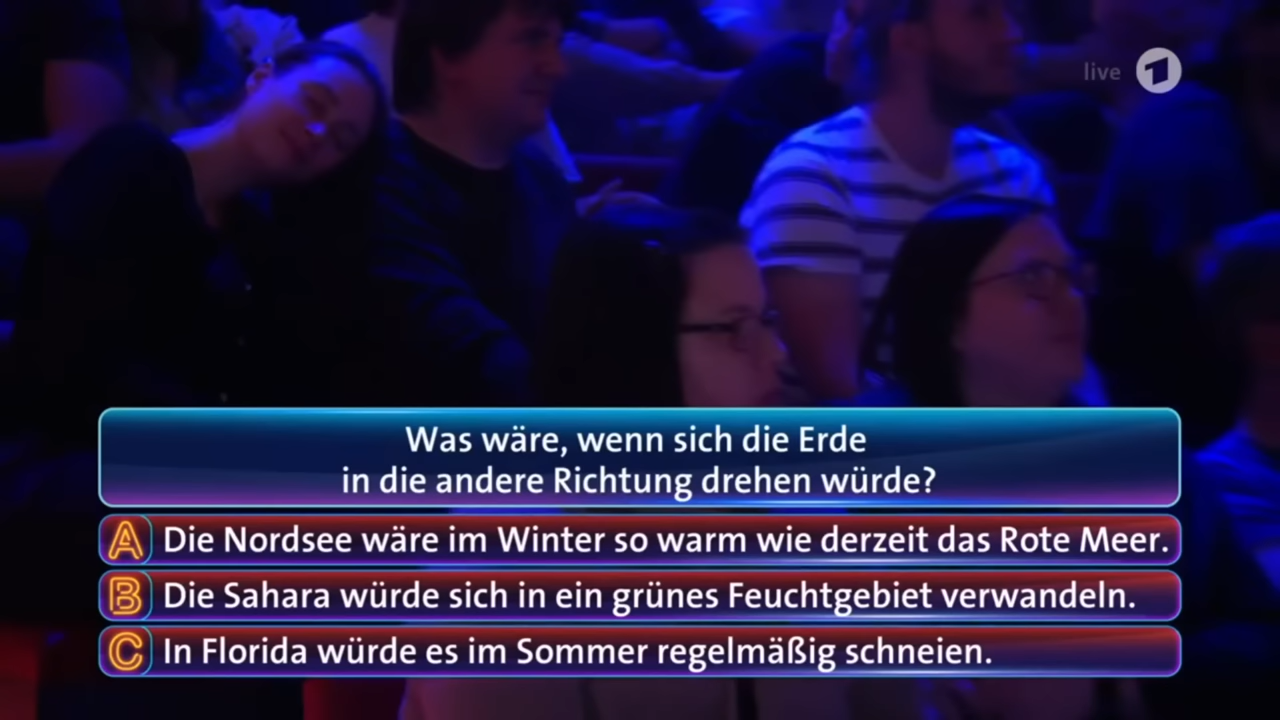 live 1
Was wäre, wenn sich die Erde
in die andere Richtung drehen würde?
A Die Nordsee wäre im Winter so warm wie derzeit das Rote Meer.
B Die Sahara würde sich in ein grünes Feuchtgebiet verwandeln.
C In Florida würde es im Sommer regelmäßig schneien.